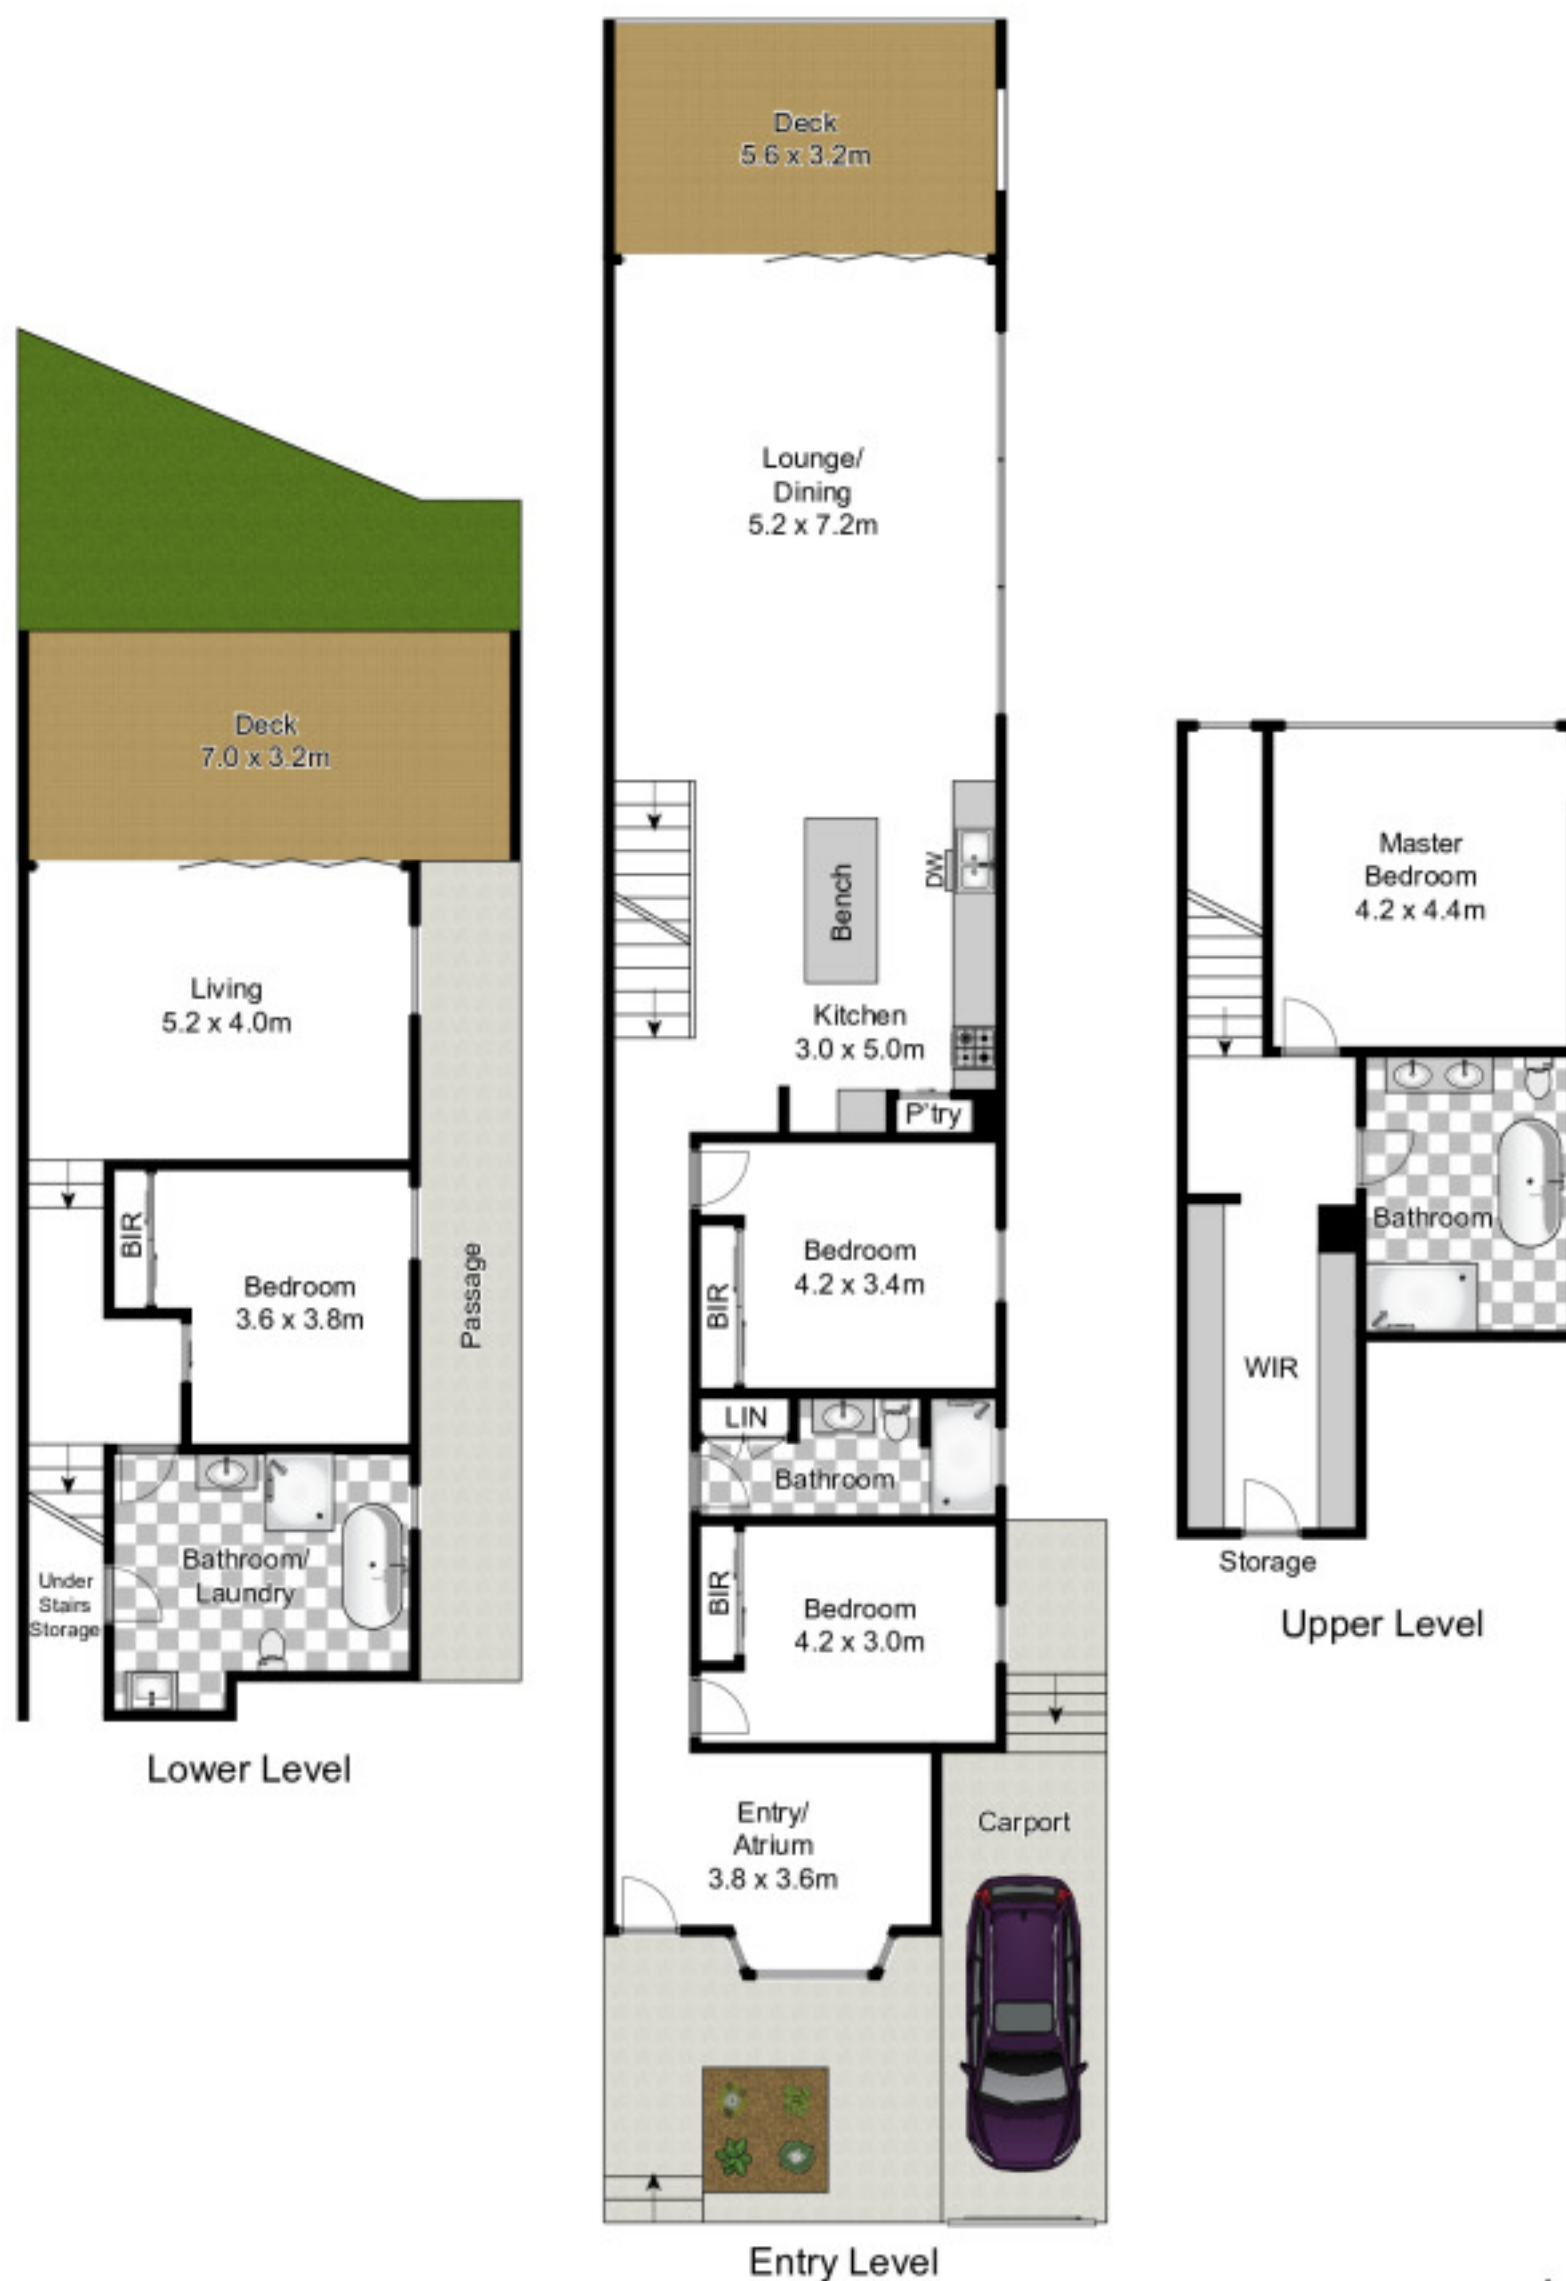 Deck
7.0 x 3.2m
Living
5.2 x 4.0m
BIR
Bedroom
3.6 x 3.8m
Passage
Bathroom/
Laundry
Under
Stairs
Storage
Lower Level
Deck
5.6 x 3.2m
Lounge/
Dining
5.2 x 7.2m
Bench
DW
Kitchen
3.0 x 5.0m
P'try
Bedroom
4.2 x 3.4m
BIR
LIN
Bathroom
BIR
Bedroom
4.2 x 3.0m
Entry/
Atrium
3.8 x 3.6m
Carport
Entry Level
Master
Bedroom
4.2 x 4.4m
Bathroom
WIR
Storage
Upper Level